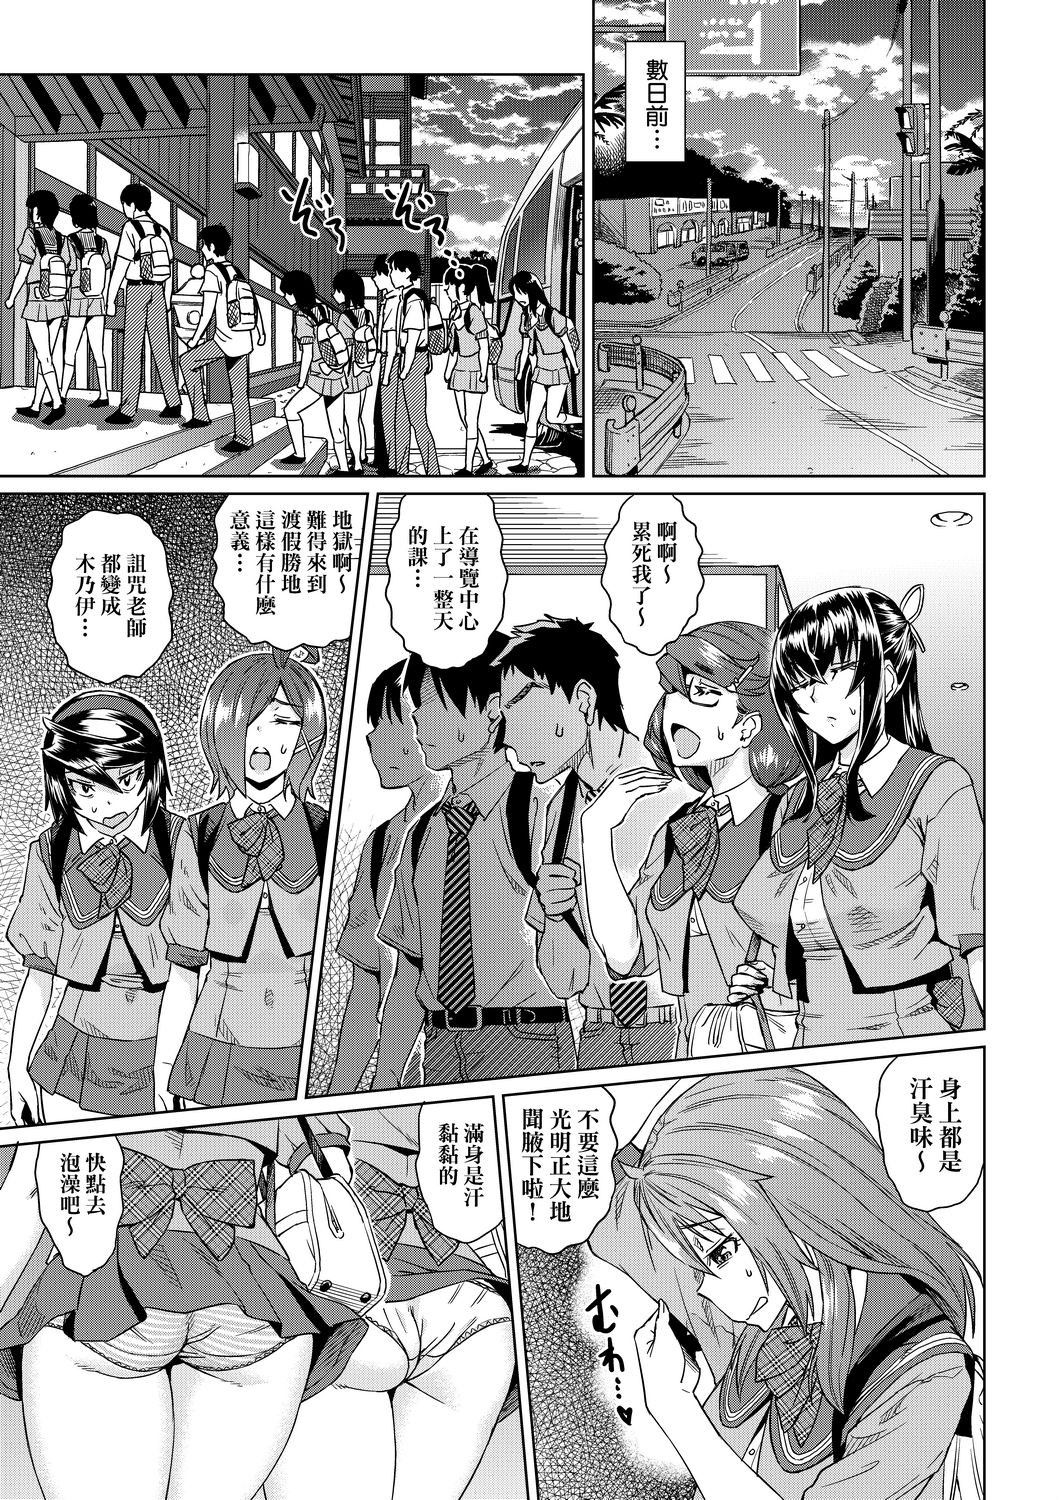 數日前…
ぞろ
ぞろ
啊啊~
累死我了~
在導覽中心
上了一整天
的課…
地獄啊~
難得來到
渡假勝地
這樣有什麼
意義…
詛咒老師
都變成
木乃伊…
身上都是
汗臭味~
不要這麼
光明正大地
聞腋下啦!
むわ…♥
滿身是汗
黏黏的
快點去
泡澡吧~